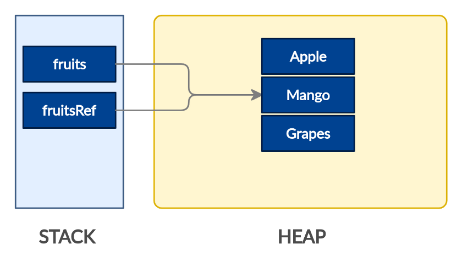 fruits
fruitsRef
Apple
Mango
Grapes
STACK
HEAP